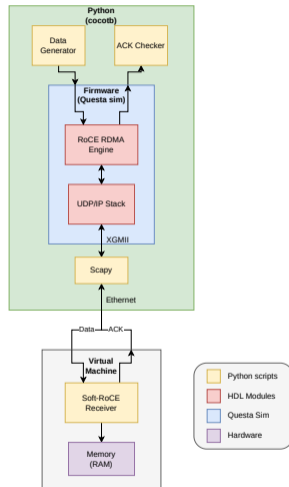 Python
(cocotb)
Data
Generator
ACK Checker
Firmware
(Questa sim)
RoCE RDMA
Engine
UDP/IP Stack
XGMII
Scapy
Ethernet
Data
ACK
Virtual
Machine
Soft-RoCE
Receiver
Memory
(RAM)
Python scripts
HDL Modules
Questa Sim
Hardware